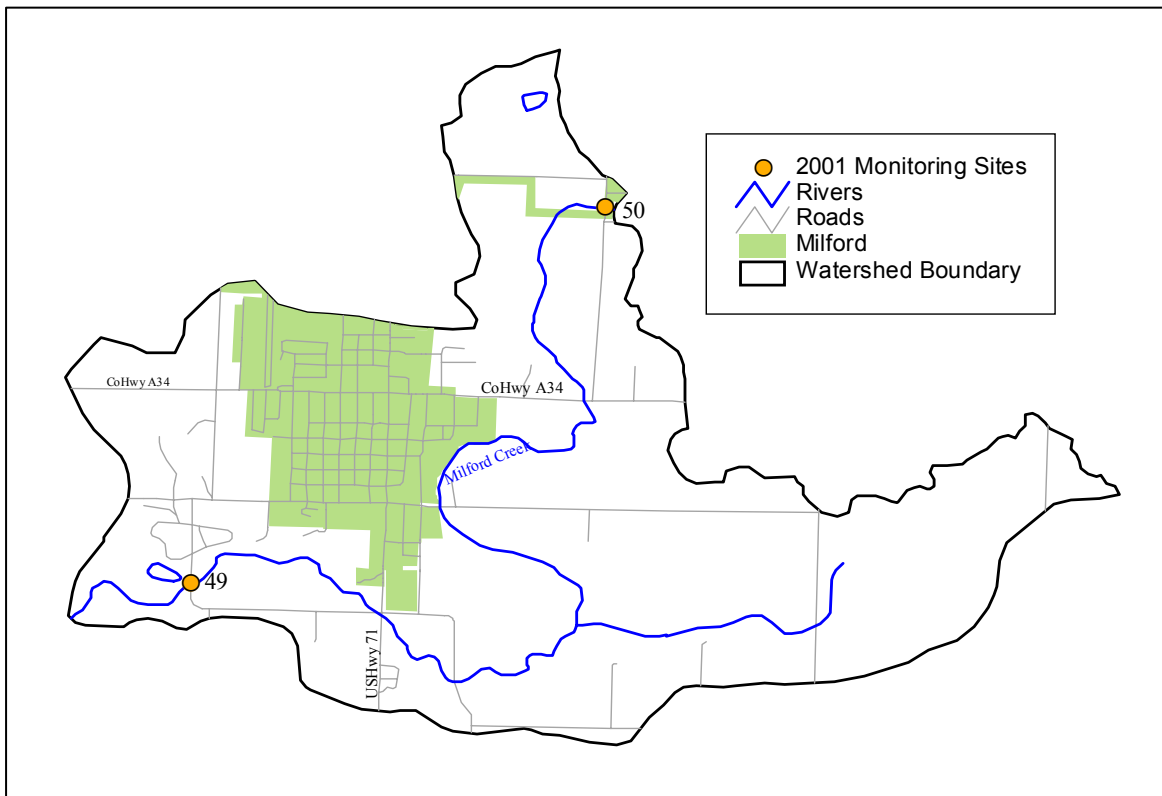 2001 Monitoring Sites
Rivers
Roads
Milford
Watershed Boundary
50
CoHwy A34
CoHwy A34
Milford Creek
49
USHwy 71